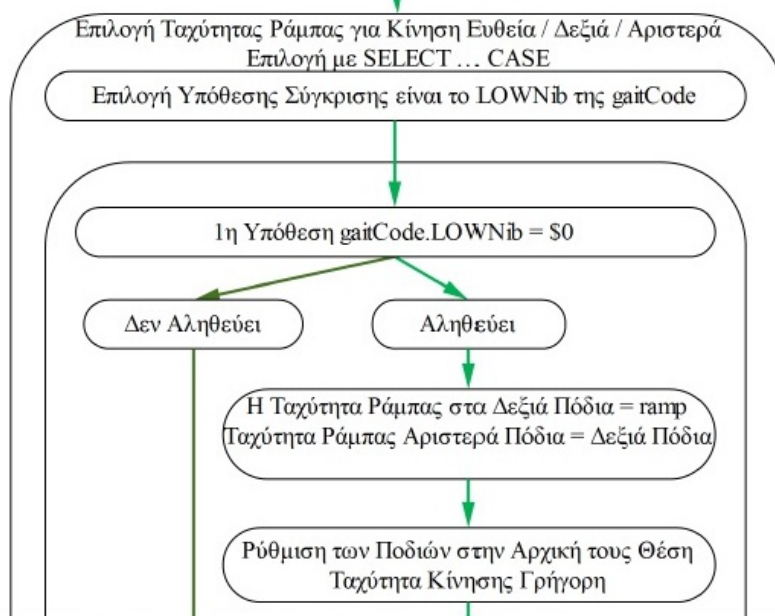 Επιλογή Ταχύτητας Ράμπας για Κίνηση Ευθεία / Δεξιά / Αριστερά
Επιλογή με SELECT … CASE
Επιλογή Υπόθεσης Σύγκρισης είναι το LOWNib της gaitCode
1η Υπόθεση gaitCode.LOWNib = $0
Δεν Αληθεύει
Αληθεύει
Η Ταχύτητα Ράμπας στα Δεξιά Πόδια = ramp
Ταχύτητα Ράμπας Αριστερά Πόδια = Δεξιά Πόδια
Ρύθμιση των Ποδιών στην Αρχική τους Θέση
Ταχύτητα Κίνησης Γρήγορη